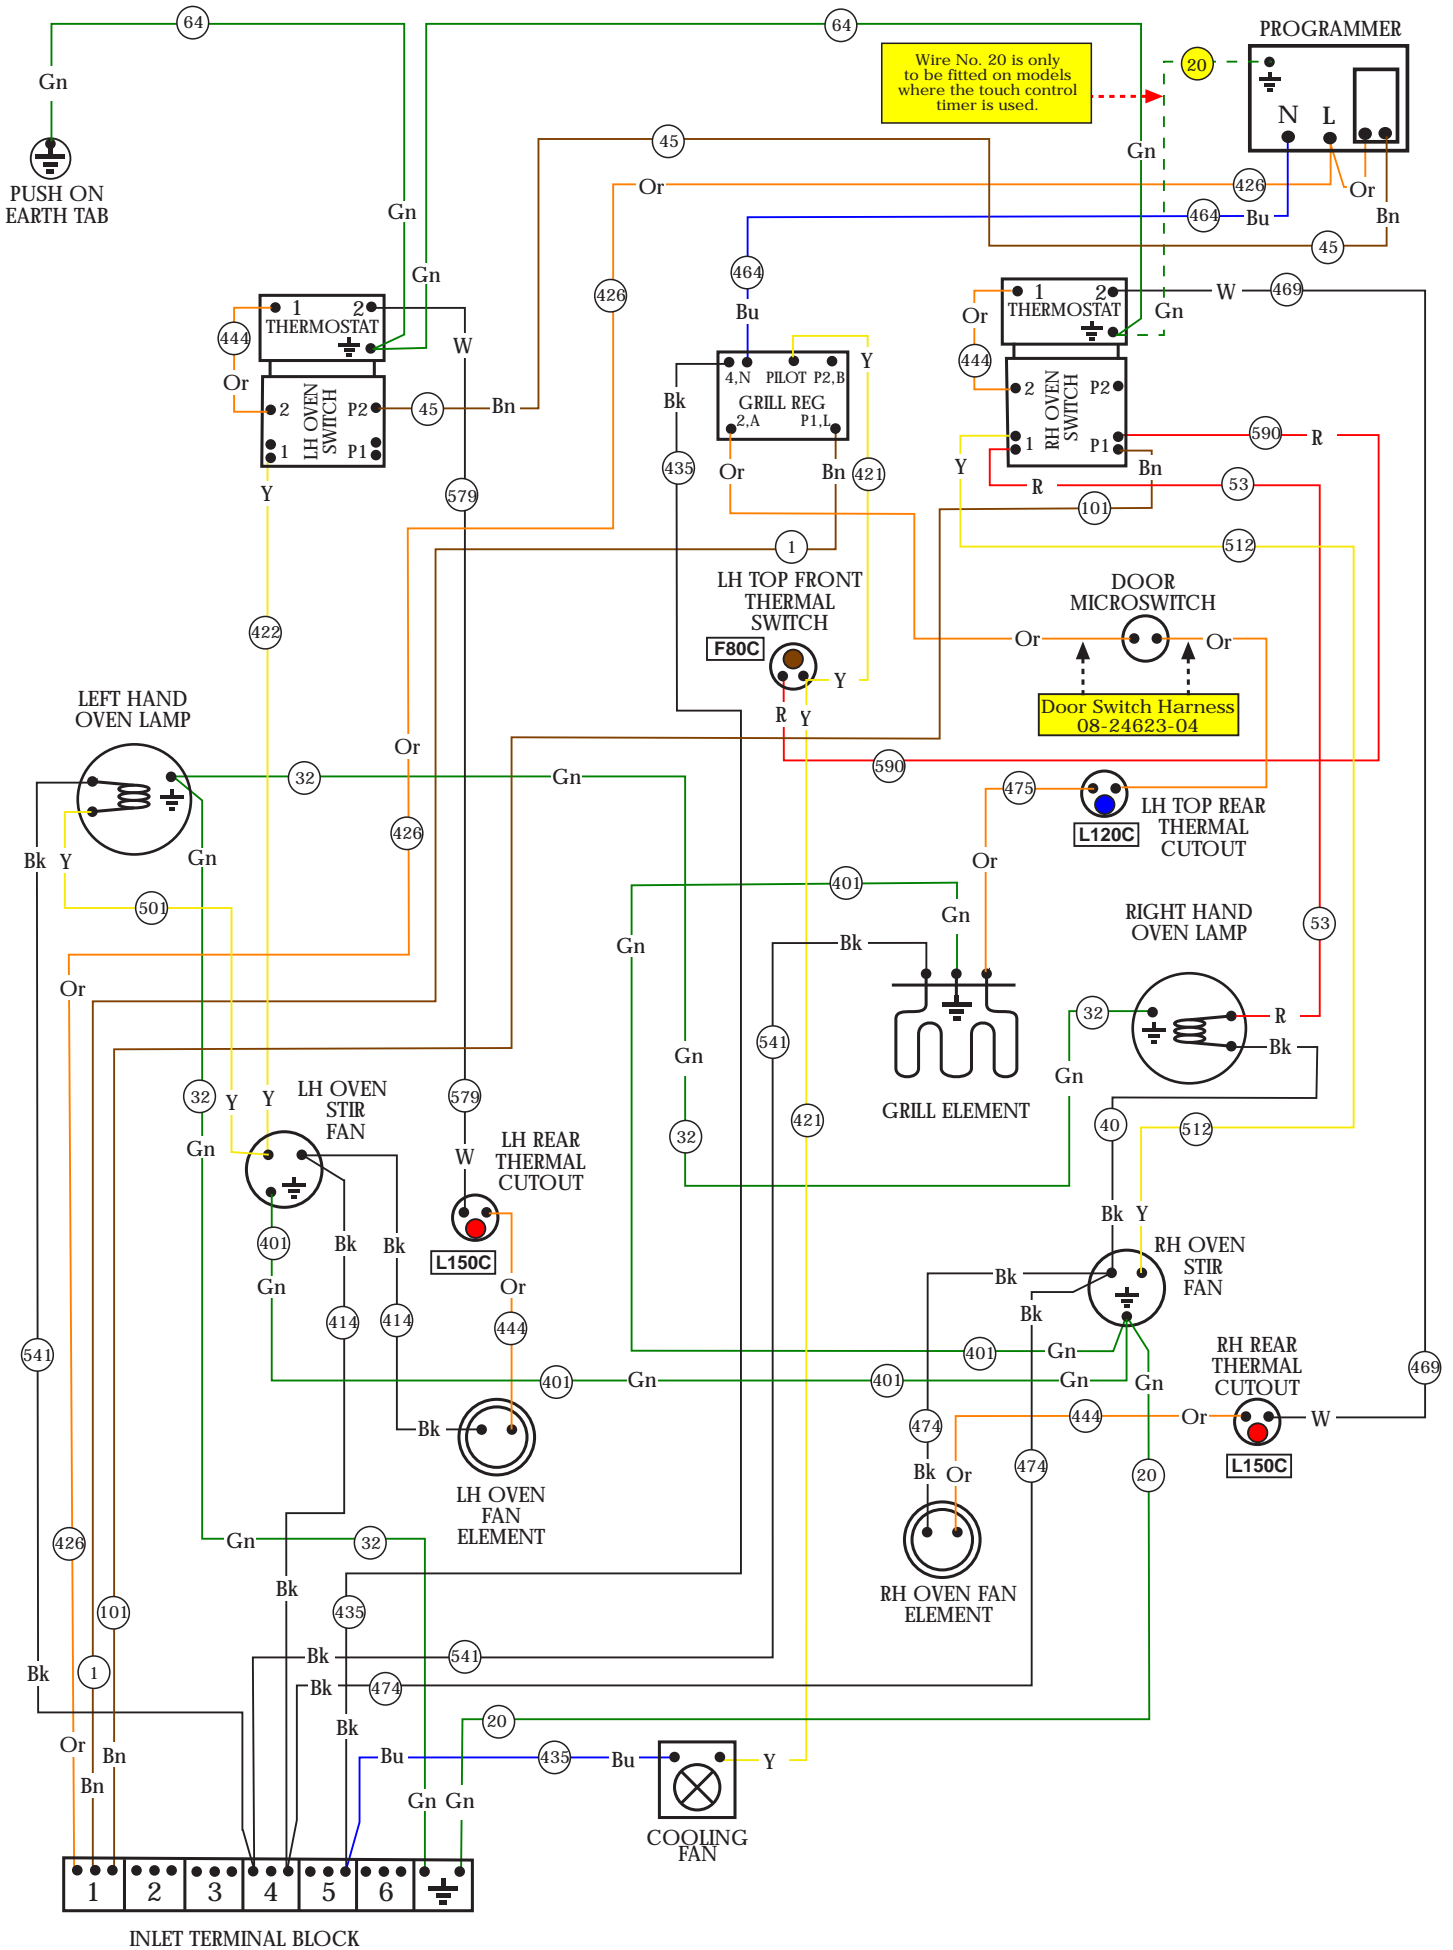 64
64
PROGRAMMER
Wire No. 20 is only
to be fitted on models
where the touch control
timer is used.
20
Gn
N L
Gn
45
PUSH ON
EARTH TAB
Or
426
Or
Gn
464
Bu
Bn
45
Gn
464
426
Bu
W
469
Gn
1 2
THERMOSTAT
444
Or
W
1 2
THERMOSTAT
Or
444
Y
Bk
4,N PILOT P2,B
GRILL REG
2,A P1,L
2 P2
1 P1
LH OVEN
SWITCH
45
Bn
2 P2
1 P1
RH OVEN
SWITCH
590
R
Y
579
435
Or
Bn
421
Y
Bn
R
53
101
1
512
LH TOP FRONT
THERMAL
SWITCH
F80C
DOOR
MICROSWITCH
422
Or
Or
Y
R Y
Door Switch Harness
08-24623-04
LEFT HAND
OVEN LAMP
Or
590
32
Gn
475
LH TOP REAR
THERMAL
CUTOUT
L120C
426
Bk Y
Gn
Or
501
401
Gn
Gn
Bk
RIGHT HAND
OVEN LAMP
53
Or
32
R
Bk
541
Gn
Gn
GRILL ELEMENT
32
Gn
Y Y
LH OVEN
STIR
FAN
579
421
32
40
512
W
LH REAR
THERMAL
CUTOUT
L150C
Bk Y
RH OVEN
STIR
FAN
401
Gn
Bk Bk
Or
Bk
Bk
414
414
444
541
401
Gn
RH REAR
THERMAL
CUTOUT
L150C
469
401
Gn
401
Gn
Gn
444
Or
W
Bk
474
Bk
Or
474
20
LH OVEN
FAN
ELEMENT
426
Gn
32
Bk
RH OVEN FAN
ELEMENT
101
435
Bk
1
Bk
541
Bk
474
Or
Bn
Bn
Bk
20
Bu
435
Bu
Y
Gn Gn
COOLING
FAN
1 2 3 4 5 6
INLET TERMINAL BLOCK